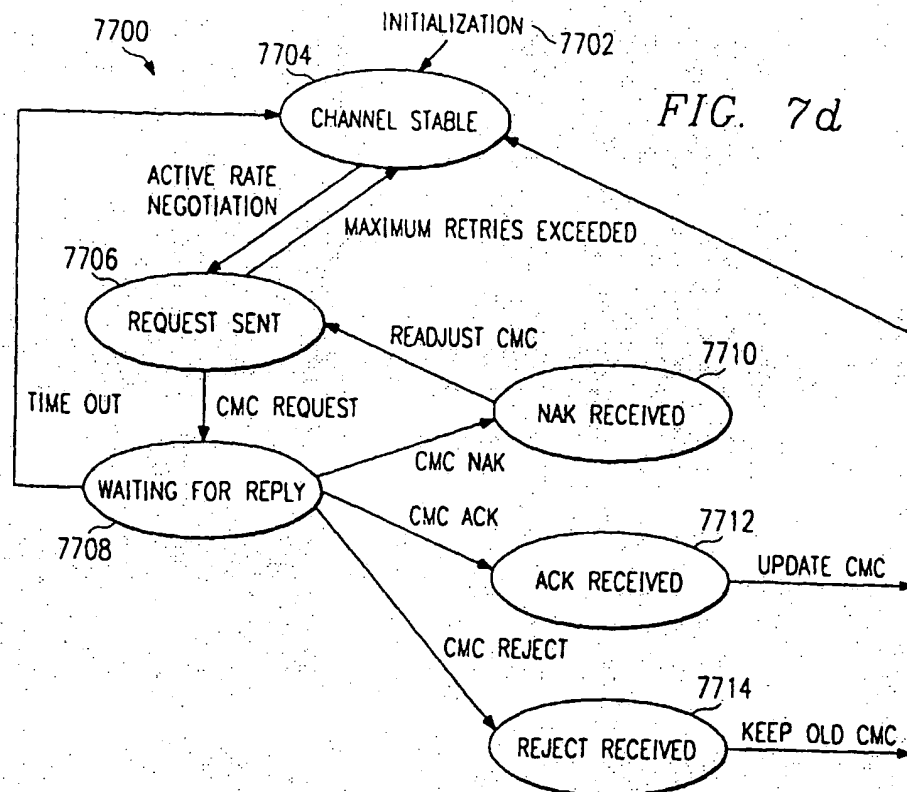 7700
INITIALIZATION
7702
7704
CHANNEL STABLE
FIG. 7d
ACTIVE RATE
NEGOTIATION
MAXIMUM RETRIES EXCEEDED
7706
REQUEST SENT
READJUST CMC
7710
NAK RECEIVED
TIME OUT
CMC REQUEST
CMC NAK
WAITING FOR REPLY
7708
CMC ACK
7712
ACK RECEIVED
UPDATE CMC
CMC REJECT
7714
REJECT RECEIVED
KEEP OLD CMC